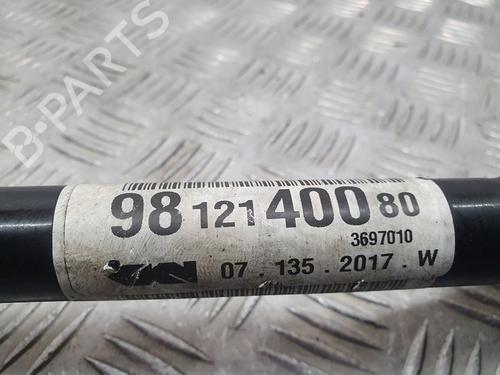 B-PARTS
98 121 400 80
3697010
07 . 135 . 2017 . W